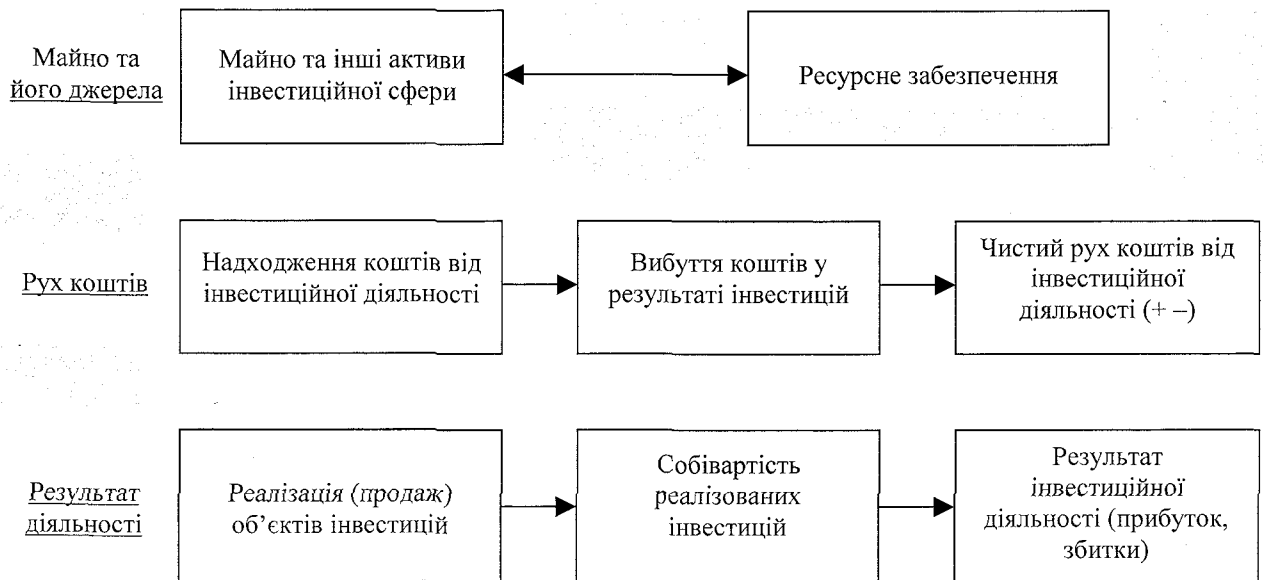 Майно та
його джерела
Майно та інші активи
інвестиційної сфери
Ресурсне забезпечення
Рух коштів
Надходження коштів від
інвестиційної діяльності
Вибуття коштів у
результаті інвестицій
Чистий рух коштів від
інвестиційної
діяльності (+ –)
Результат
діяльності
Реалізація (продаж)
об’єктів інвестицій
Собівартість
реалізованих
інвестицій
Результат
інвестиційної
діяльності (прибуток,
збитки)